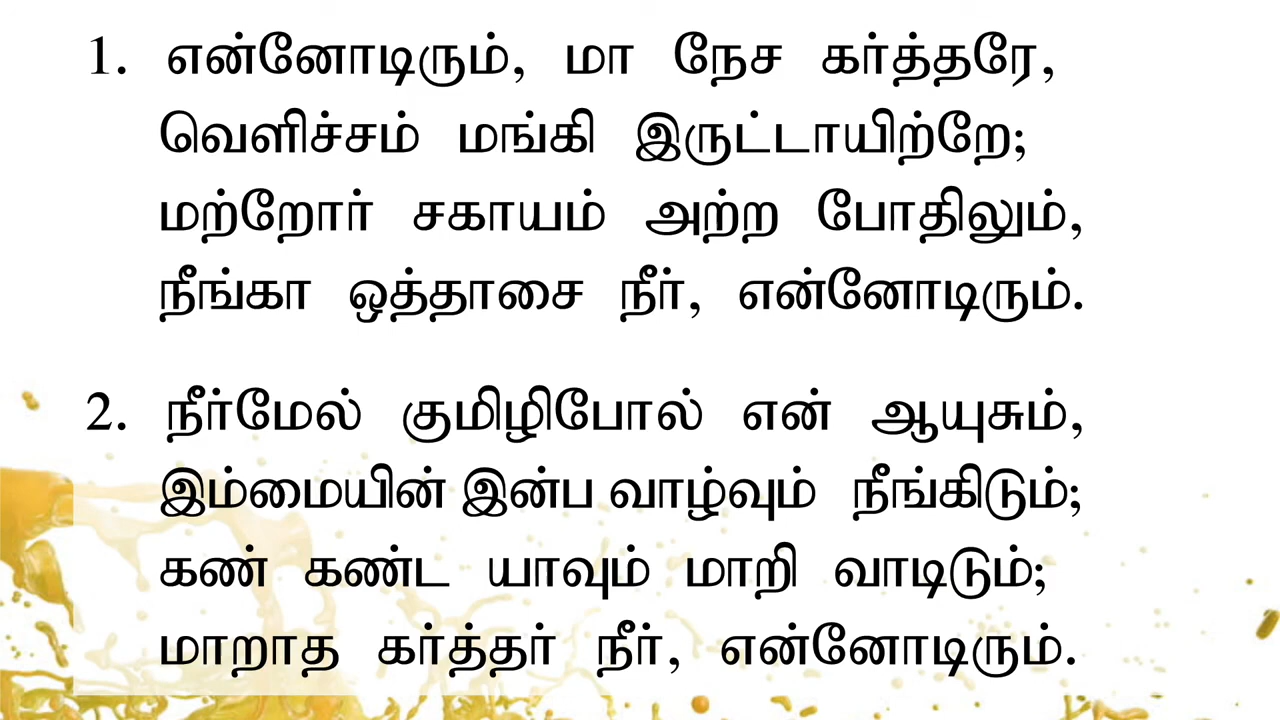 1. என்னோடிரும், மா நேச கர்த்தரே,
வெளிச்சம் மங்கி இருட்டாயிற்றே;
மற்றோர் சகாயம் அற்ற போதிலும்,
நீங்கா ஒத்தாசை நீர், என்னோடிரும்.
2. நீர்மேல் குமிழிபோல் என் ஆயுசும்,
இம்மையின் இன்ப வாழ்வும் நீங்கிடும்;
கண் கண்ட யாவும் மாறி வாடிடும்;
மாறாத கர்த்தர் நீர், என்னோடிரும்.